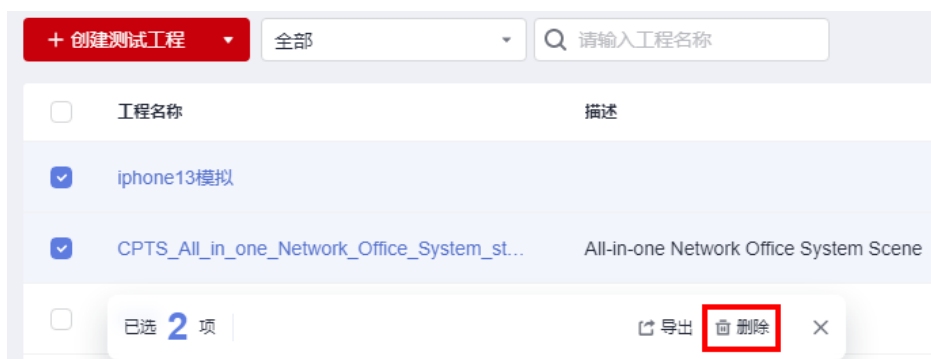 + 创建测试工程 全部 请输入工程名称
工程名称 描述
iphone13模拟
CPTS_All_in_one_Network_Office_System_st... All-in-one Network Office System Scene
已选 2 项 导出 删除